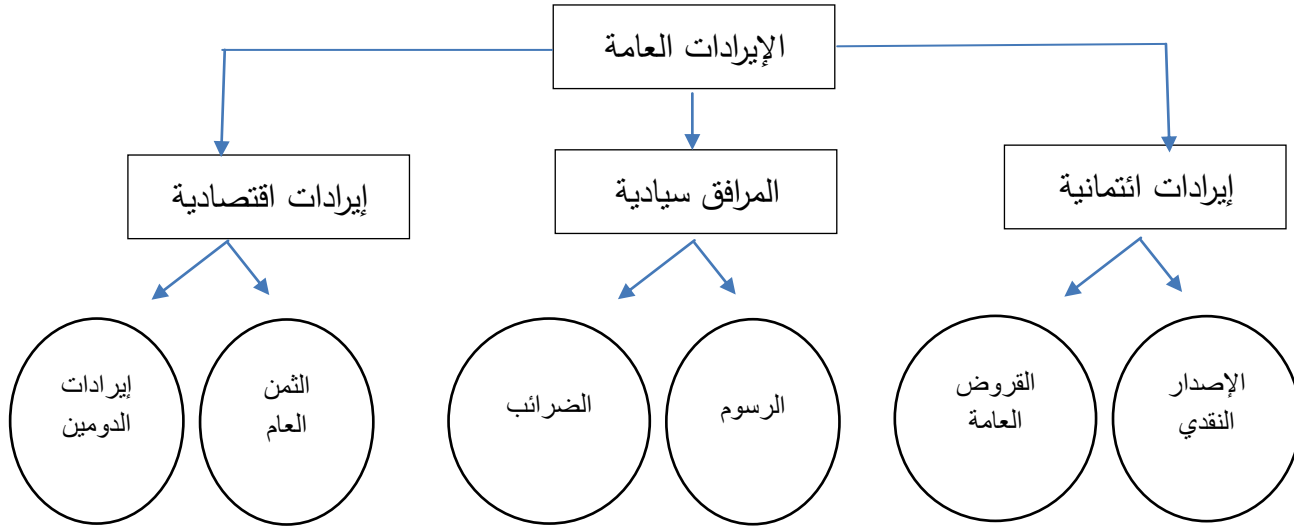 الإيرادات العامة
إيرادات ائتمانية
المرافق سيادية
إيرادات اقتصادية
الإصدار
النقدي
القروض
العامة
الرسوم
الضرائب
الثمن
العام
إيرادات
الدومين